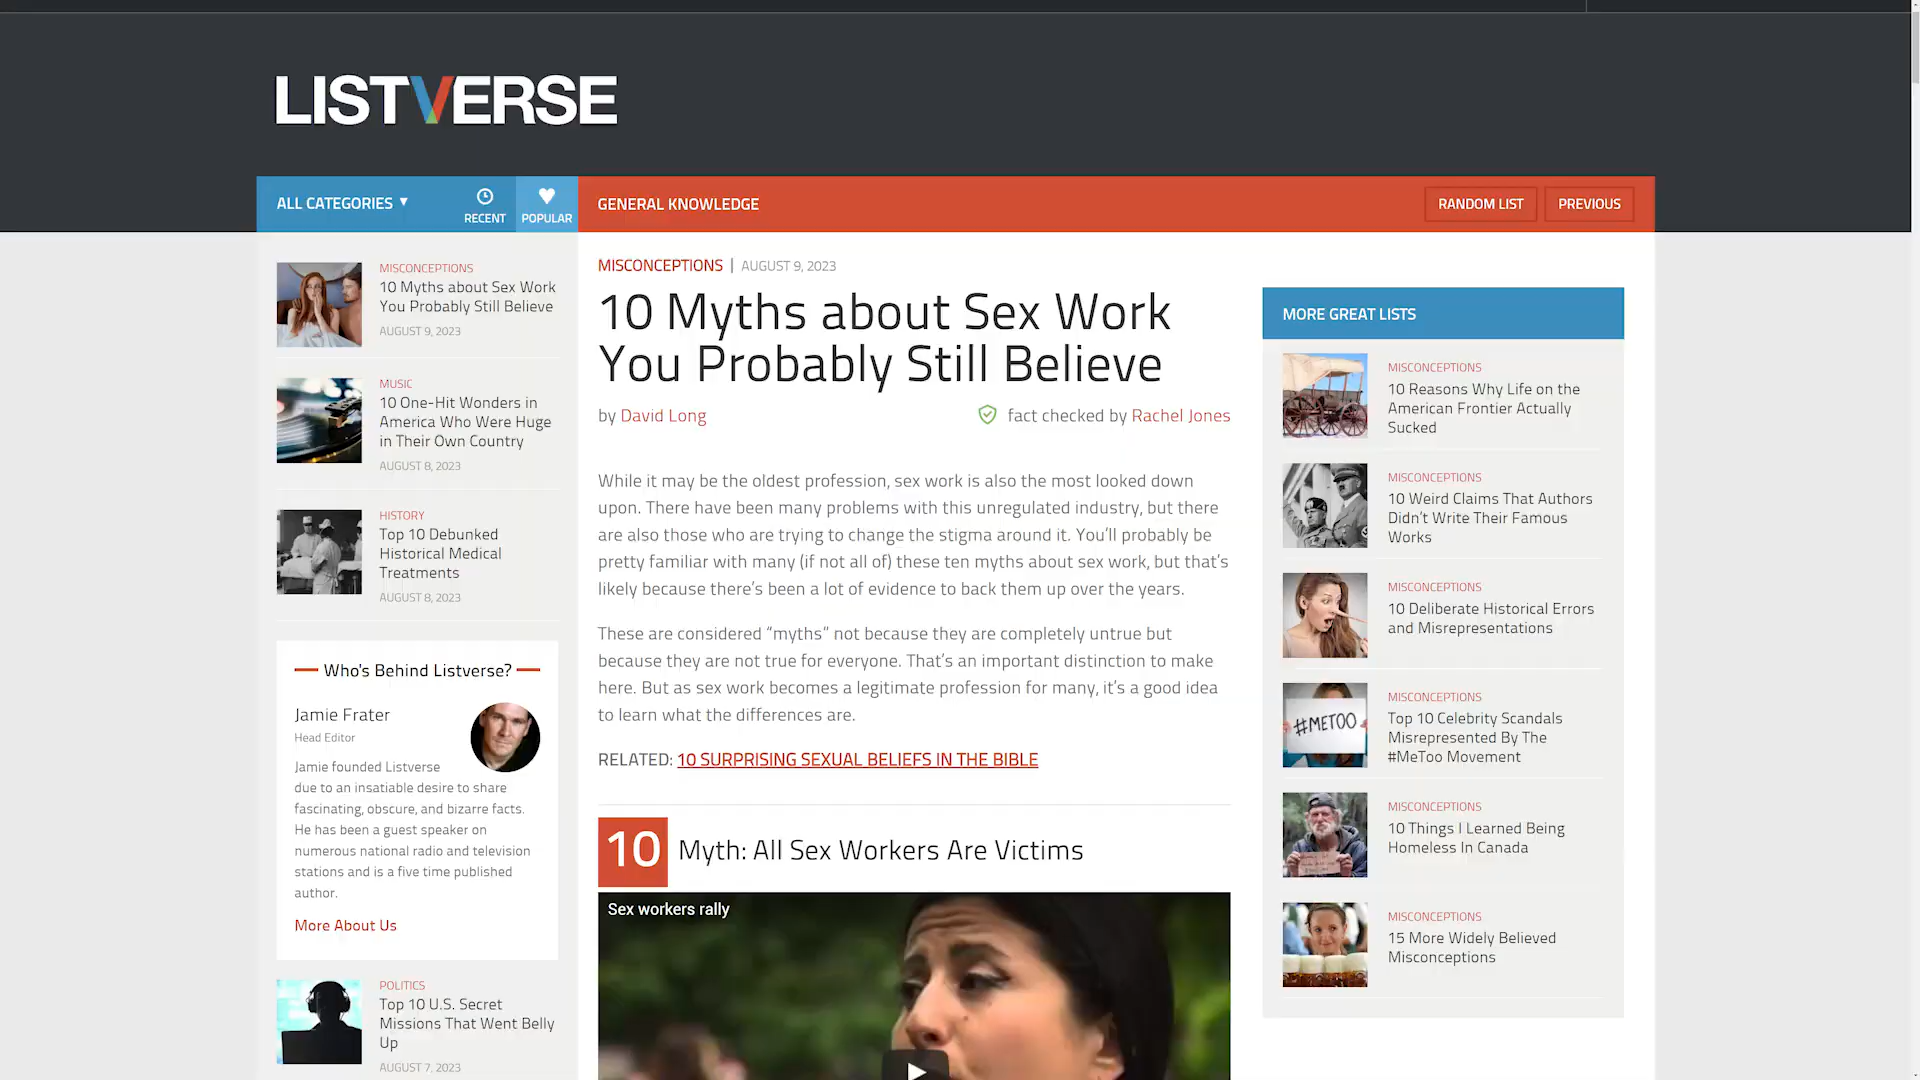 LISTVERSE
ALL CATEGORIES ▼
RECENT
POPULAR
GENERAL KNOWLEDGE
RANDOM LIST
PREVIOUS
MISCONCEPTIONS
10 Myths about Sex Work
You Probably Still Believe
AUGUST 9, 2023
MUSIC
10 One-Hit Wonders in
America Who Were Huge
in Their Own Country
AUGUST 8, 2023
HISTORY
Top 10 Debunked
Historical Medical
Treatments
AUGUST 8, 2023
Who's Behind Listverse?
Jamie Frater
Head Editor
Jamie founded Listverse
due to an insatiable desire to share
fascinating, obscure, and bizarre facts.
He has been a guest speaker on
numerous national radio and television
stations and is a five time published
author.
More About Us
POLITICS
Top 10 U.S. Secret
Missions That Went Belly
Up
AUGUST 7, 2023
MISCONCEPTIONS | AUGUST 9, 2023
10 Myths about Sex Work
You Probably Still Believe
by David Long
fact checked by Rachel Jones
While it may be the oldest profession, sex work is also the most looked down
upon. There have been many problems with this unregulated industry, but there
are also those who are trying to change the stigma around it. You’ll probably be
pretty familiar with many (if not all of) these ten myths about sex work, but that’s
likely because there’s been a lot of evidence to back them up over the years.
These are considered “myths” not because they are completely untrue but
because they are not true for everyone. That’s an important distinction to make
here. But as sex work becomes a legitimate profession for many, it’s a good idea
to learn what the differences are.
RELATED: 10 SURPRISING SEXUAL BELIEFS IN THE BIBLE
10 Myth: All Sex Workers Are Victims
Sex workers rally
MORE GREAT LISTS
MISCONCEPTIONS
10 Reasons Why Life on the
American Frontier Actually
Sucked
MISCONCEPTIONS
10 Weird Claims That Authors
Didn’t Write Their Famous
Works
MISCONCEPTIONS
10 Deliberate Historical Errors
and Misrepresentations
#METOO
MISCONCEPTIONS
Top 10 Celebrity Scandals
Misrepresented By The
#MeToo Movement
MISCONCEPTIONS
10 Things I Learned Being
Homeless In Canada
MISCONCEPTIONS
15 More Widely Believed
Misconceptions